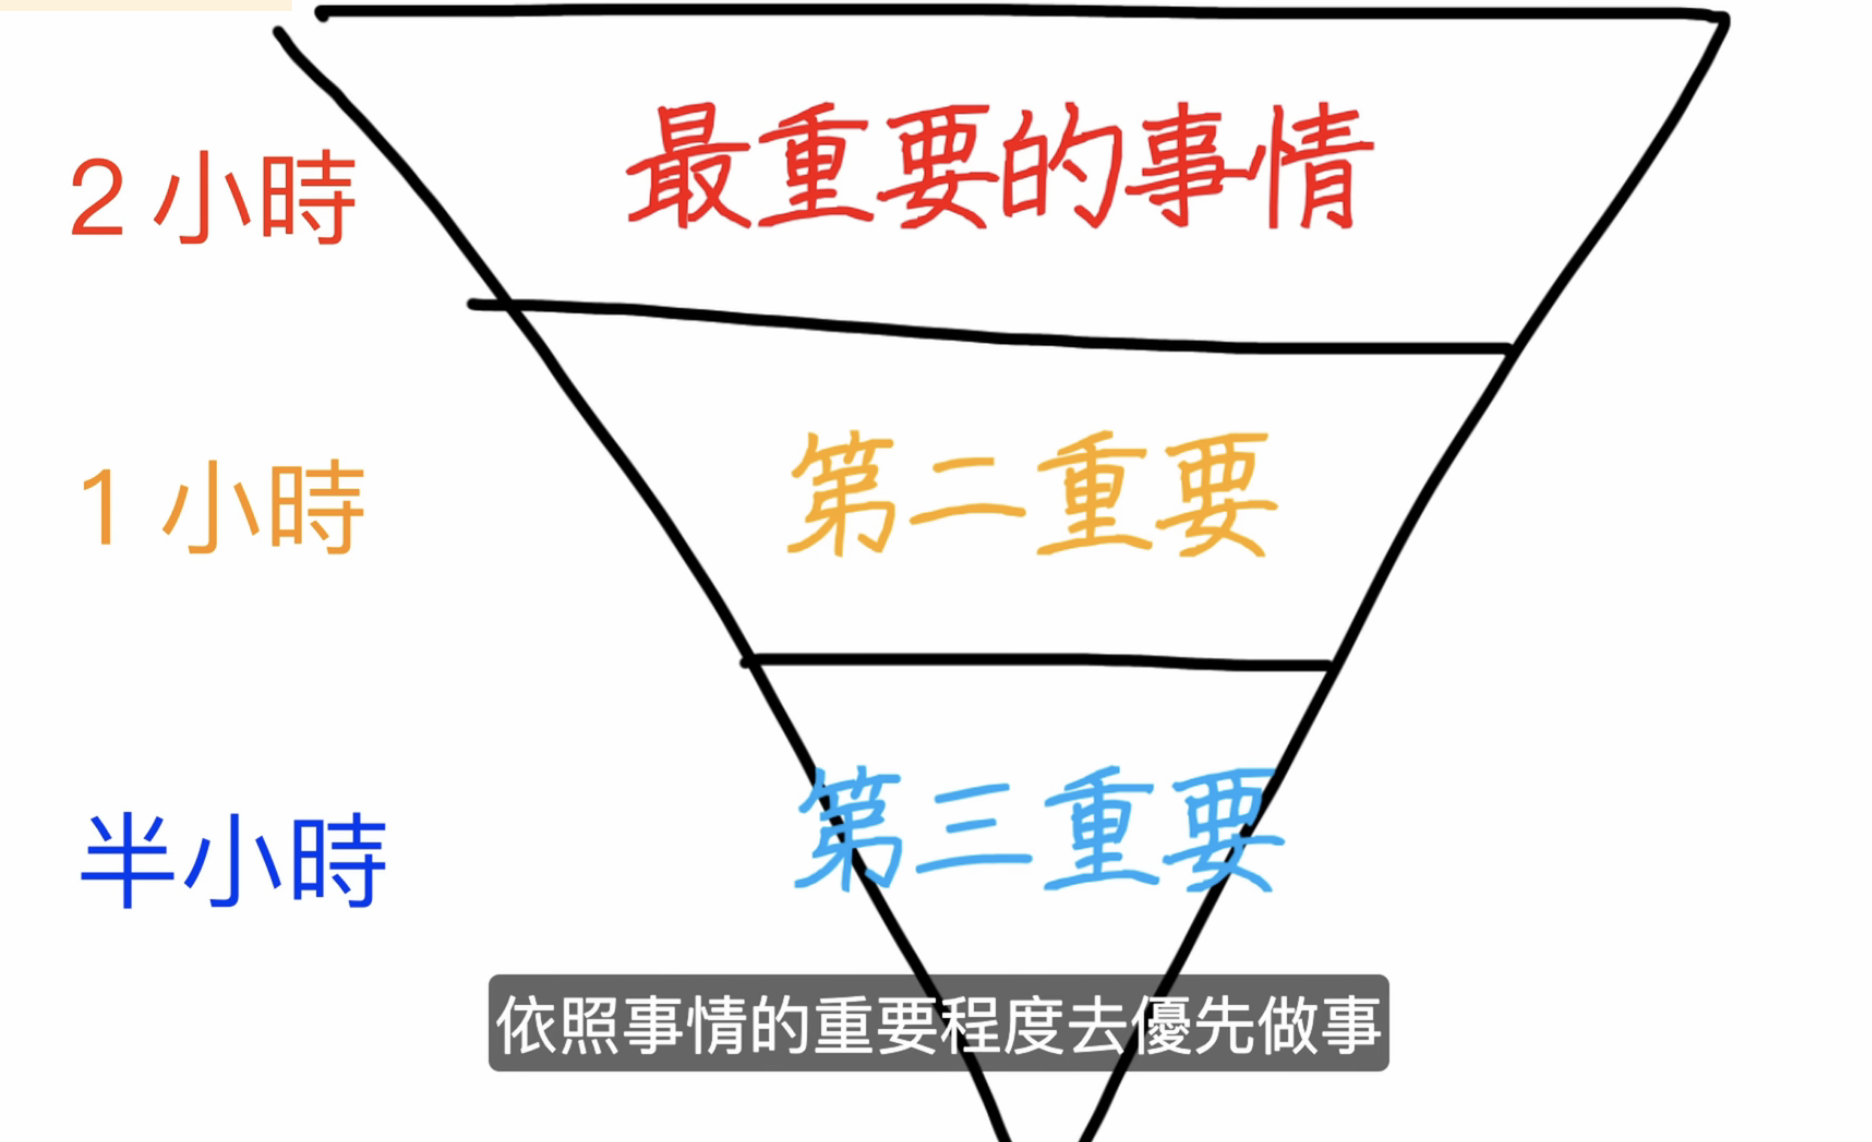 2 小時
最重要的事情
1 小時
第二重要
半小時
第三重要
依照事情的重要程度去優先做事